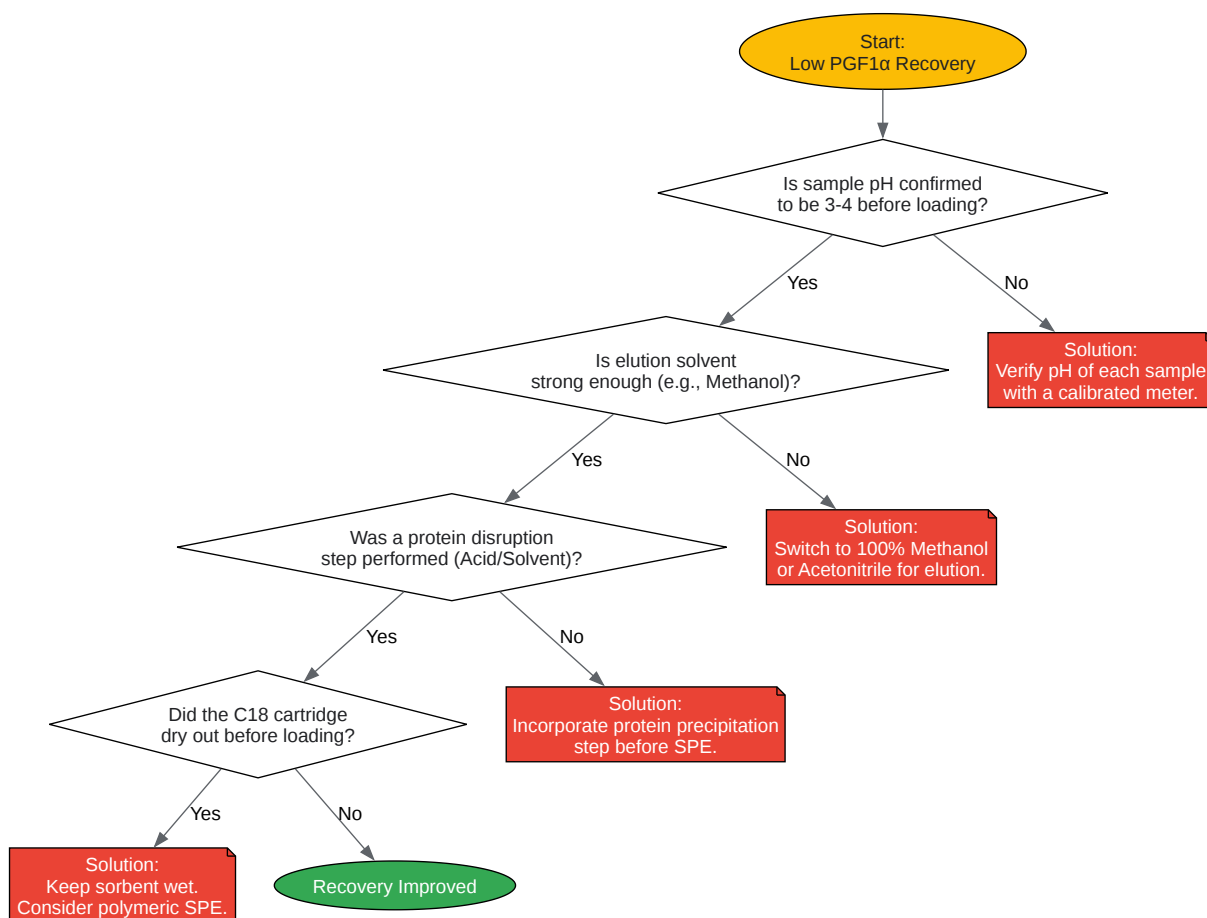 Start:
Low PGF1α Recovery
Is sample pH confirmed
to be 3-4 before loading?
Yes
No
Is elution solvent
strong enough (e.g., Methanol)?
Solution:
Verify pH of each sample
with a calibrated meter.
Yes
No
Was a protein disruption
step performed (Acid/Solvent)?
Solution:
Switch to 100% Methanol
or Acetonitrile for elution.
Yes
No
Did the C18 cartridge
dry out before loading?
Solution:
Incorporate protein precipitation
step before SPE.
Yes
No
Solution:
Keep sorbent wet.
Consider polymeric SPE.
Recovery Improved